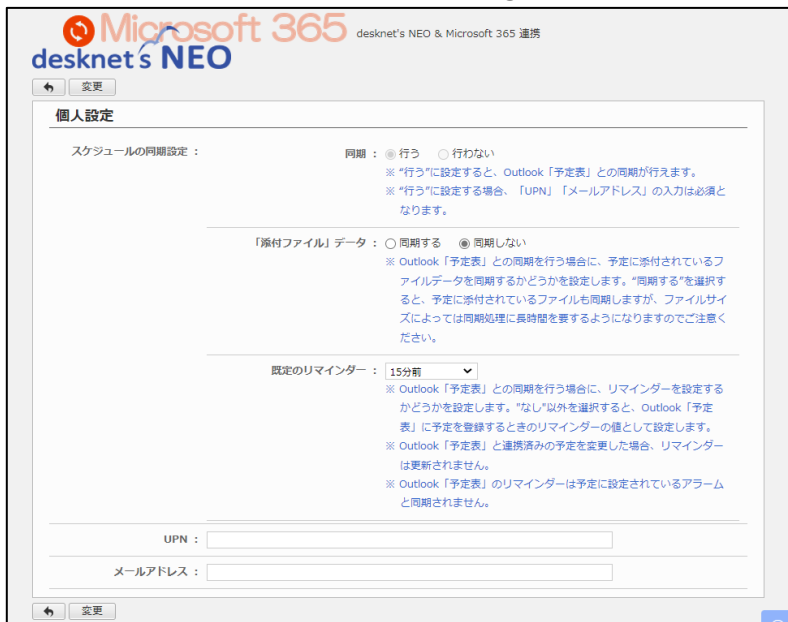 Microsoft 365
desknet's NEO
desknet's NEO & Microsoft 365 連携
変更
個人設定
スケジュールの同期設定 :
同期 : 行う 行わない
※ "行う"に設定すると、Outlook「予定表」との同期が行えます。
※ "行う"に設定する場合、「UPN」「メールアドレス」の入力は必須と
なります。
「添付ファイル」データ : 同期する 同期しない
※ Outlook「予定表」との同期を行う場合に、予定に添付されているフ
ァイルデータを同期するかどうかを設定します。"同期する"を選択す
ると、予定に添付されているファイルも同期しますが、ファイルサイ
ズによっては同期処理に長時間を要するようになりますのでご注意く
ださい。
既定のリマインダー : 15分前
※ Outlook「予定表」との同期を行う場合に、リマインダーを設定する
かどうかを設定します。"なし"以外を選択すると、Outlook「予定
表」に予定を登録するときのリマインダーの値として設定します。
※ Outlook「予定表」と連携済みの予定を変更した場合、リマインダー
は更新されません。
※ Outlook「予定表」のリマインダーは予定に設定されているアラーム
と同期されません。
UPN :
メールアドレス :
変更